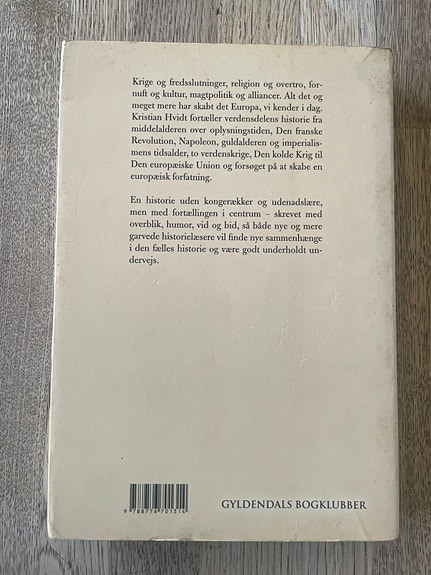 Krige og fredsslutninger, religion og overtro, for-
nuft og kultur, magtpolitik og alliancer. Alt det og
meget mere har skabt det Europa, vi kender i dag.
Kristian Hvidt fortæller verdensdelens historie fra
middelalderen over oplysningstiden, Den franske
Revolution, Napoleon, guldalderen og imperialis-
mens tidsalder, to verdenskrige, Den kolde Krig til
Den europæiske Union og forsøget på at skabe en
europæisk forfatning.
En historie uden kongerækker og udenadslære,
men med fortællingen i centrum – skrevet med
overblik, humor, vid og bid, så både nye og mere
garvede historielæsere vil finde nye sammenhænge
i den fælles historie og være godt underholdt un-
dervejs.
9 788776 701314
GYLDENDALS BOGKLUBBER